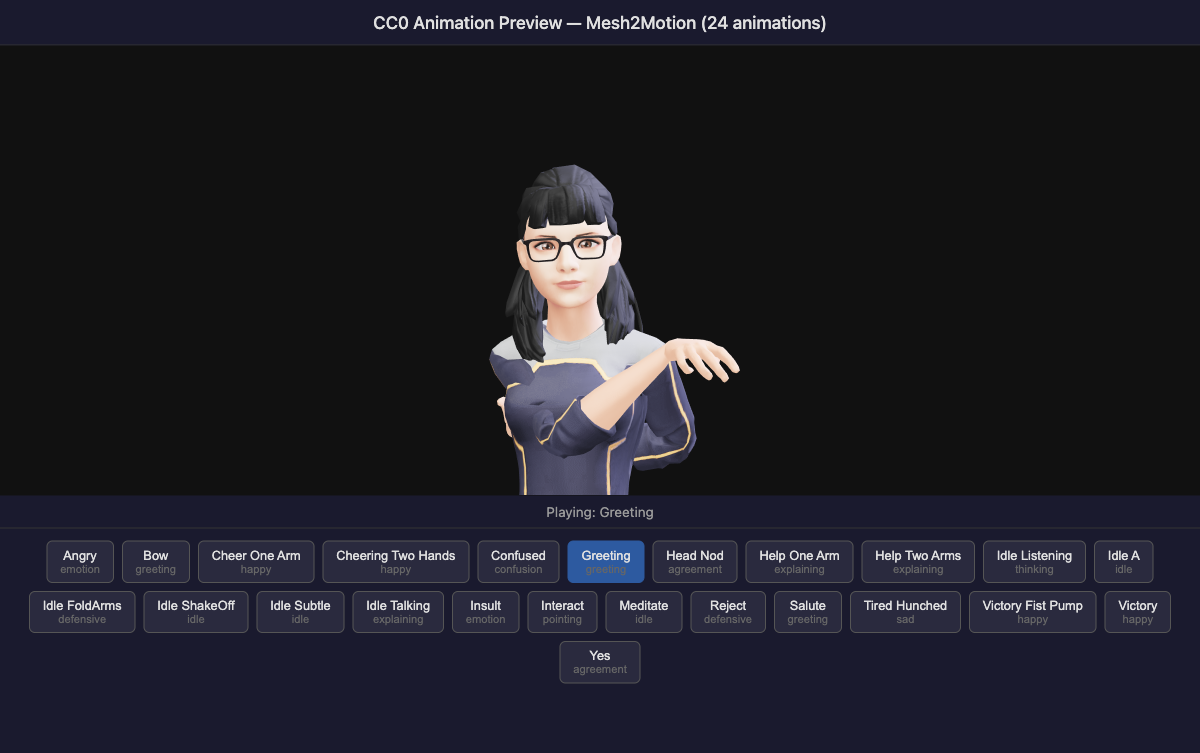 CC0 Animation Preview — Mesh2Motion (24 animations)
Playing: Greeting
Angry Bow Cheer One Arm Cheering Two Hands Confused Greeting Head Nod Help One Arm Help Two Arms Idle Listening Idle A
emotion greeting happy happy confusion greeting agreement explaining explaining thinking idle
Idle FoldArms Idle ShakeOff Idle Subtle Idle Talking Insult Interact Meditate Reject Salute Tired Hunched Victory Fist Pump Victory
defensive idle idle explaining emotion pointing idle defensive greeting sad happy happy
Yes
agreement